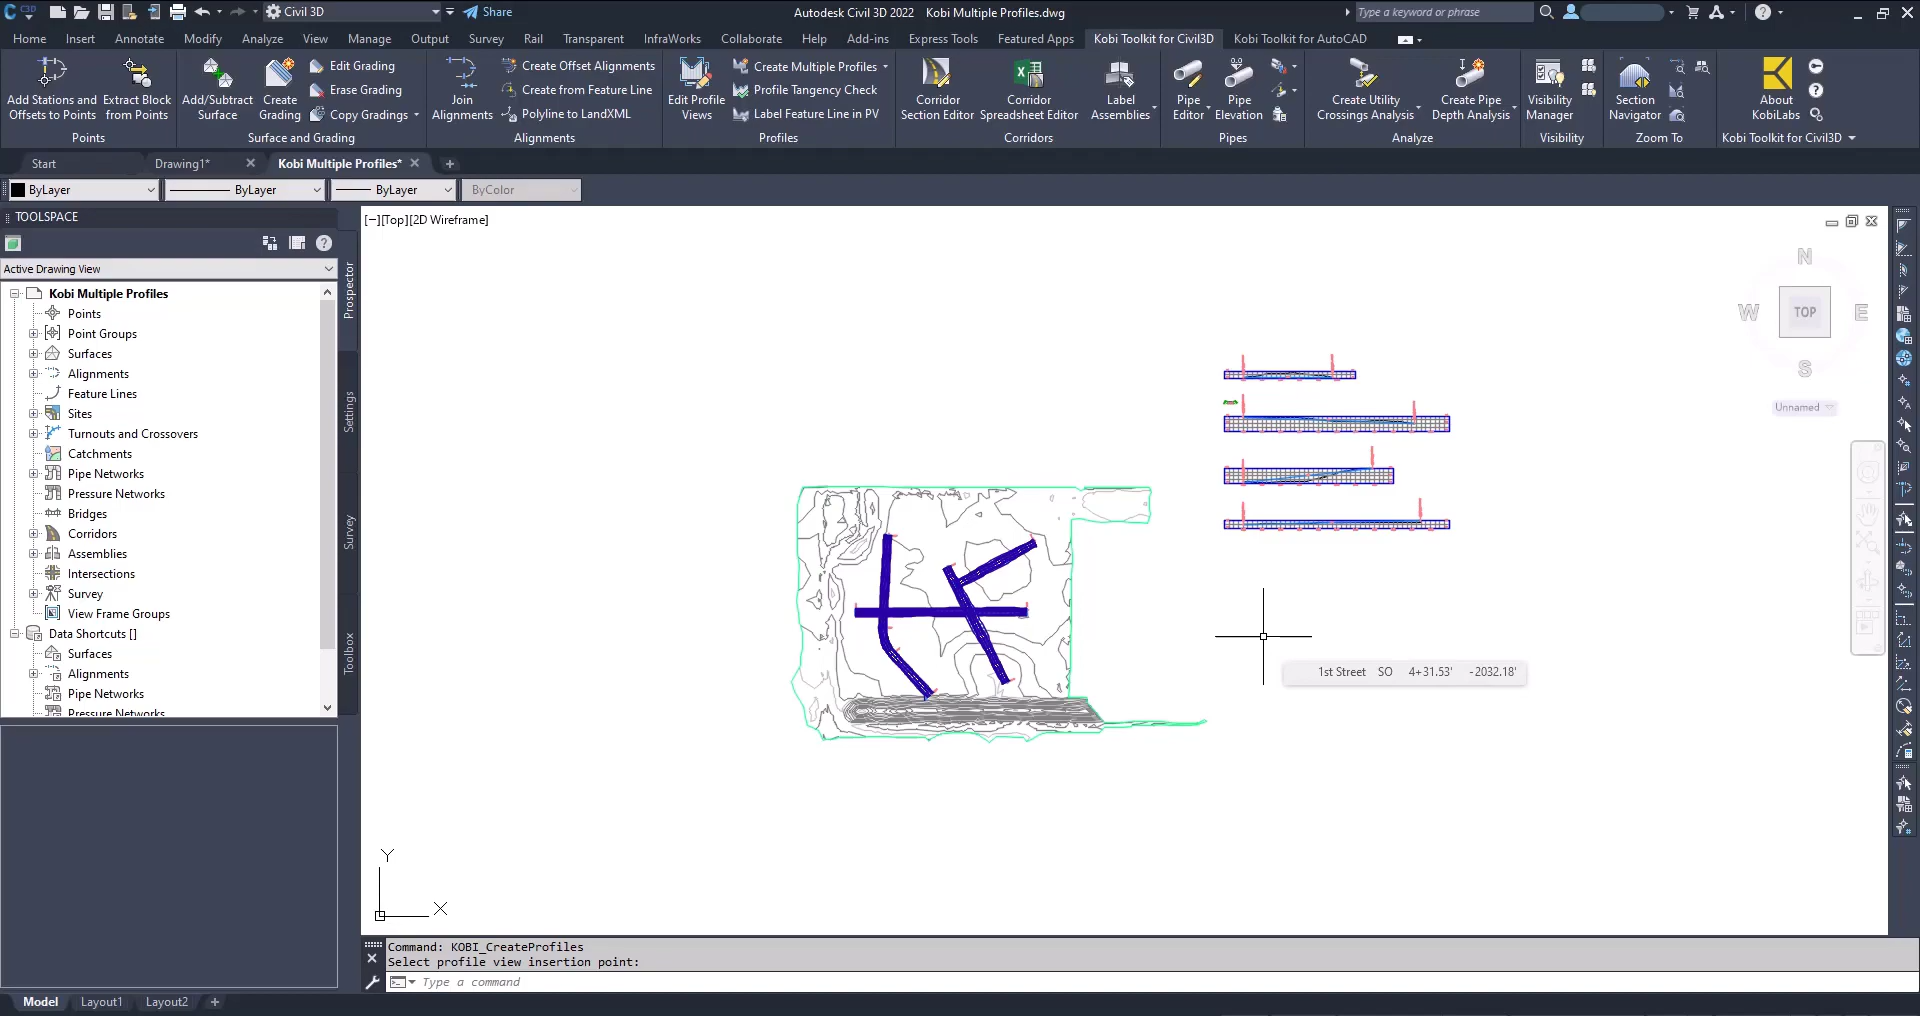 C3D
Civil 3D
Share
Autodesk Civil 3D 2022 Kobi Multiple Profiles.dwg
Type a keyword or phrase
Home Insert Annotate Modify Analyze View Manage Output Survey Rail Transparent InfraWorks Collaborate Help Add-ins Express Tools Featured Apps Kobi Toolkit for Civil3D Kobi Toolkit for AutoCAD
Add Stations and
Offsets to Points
Extract Block
from Points
Points
Add/Subtract
Surface
Create
Grading
Edit Grading
Erase Grading
Copy Gradings
Surface and Grading
Join
Alignments
Create Offset Alignments
Create from Feature Line
Polyline to LandXML
Alignments
Edit Profile
Views
Create Multiple Profiles
Profile Tangency Check
Label Feature Line in PV
Profiles
Corridor
Section Editor
Corridor
Spreadsheet Editor
Label
Assemblies
Corridors
Pipe
Editor
Pipe
Elevation
Pipes
Create Utility
Crossings Analysis
Create Pipe
Depth Analysis
Analyze
Visibility
Manager
Visibility
Section
Navigator
Zoom To
About
KobiLabs
Kobi Toolkit for Civil3D
Start
Drawing1*
Kobi Multiple Profiles*
ByLayer
ByLayer
ByLayer
ByColor
TOOLSPACE
Active Drawing View
Kobi Multiple Profiles
Points
Point Groups
Surfaces
Alignments
Feature Lines
Sites
Turnouts and Crossovers
Catchments
Pipe Networks
Pressure Networks
Bridges
Corridors
Assemblies
Intersections
Survey
View Frame Groups
Data Shortcuts []
Surfaces
Alignments
Pipe Networks
Pressure Networks
Prospector
Settings
Survey
Toolbox
[−][Top][2D Wireframe]
N
W
TOP
E
S
Unnamed
1st Street SO 4+31.53' -2032.18'
Y
X
Command: KOBI_CreateProfiles
Select profile view insertion point:
Type a command
Model
Layout1
Layout2